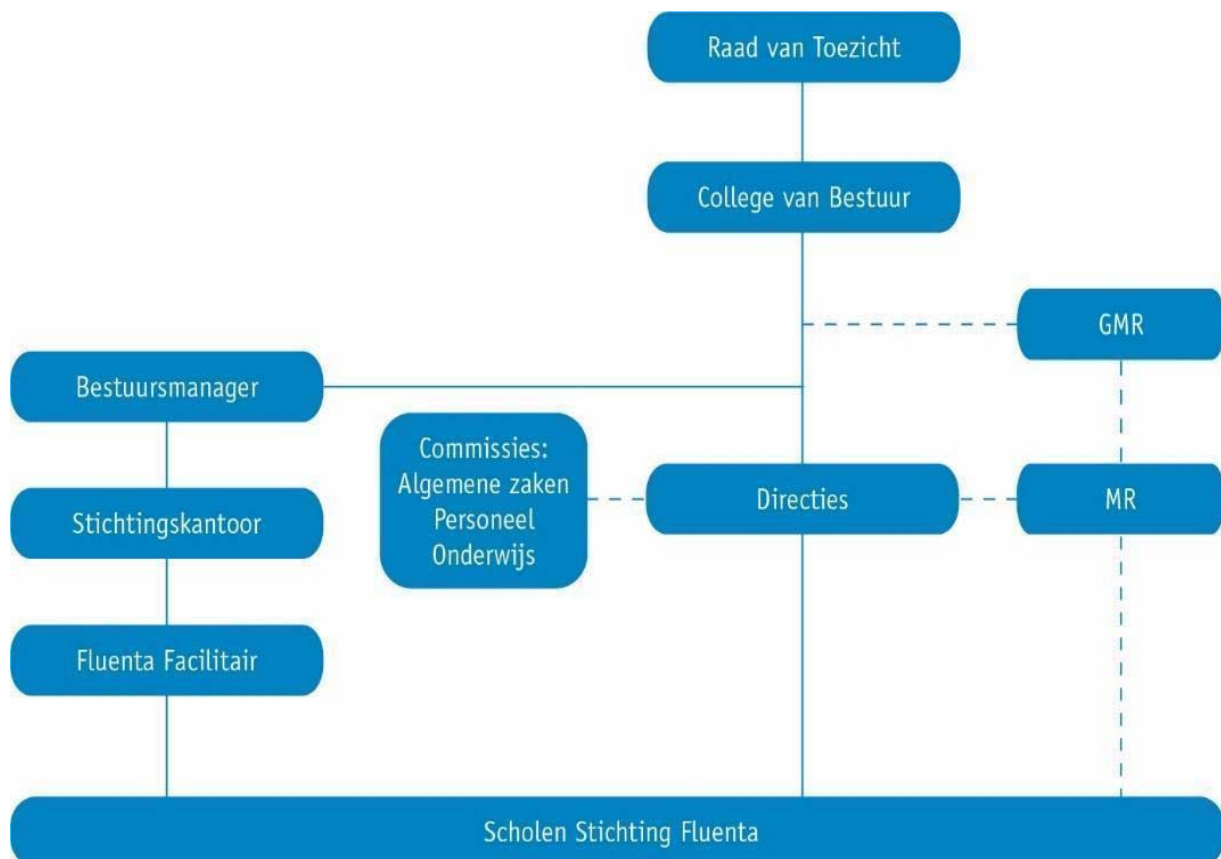 Raad van Toezicht
College van Bestuur
GMR
Bestuursmanager
Commissies:
Algemene zaken
Personeel
Onderwijs
Directies
MR
Stichtingskantoor
Fluenta Facilitair
Scholen Stichting Fluenta